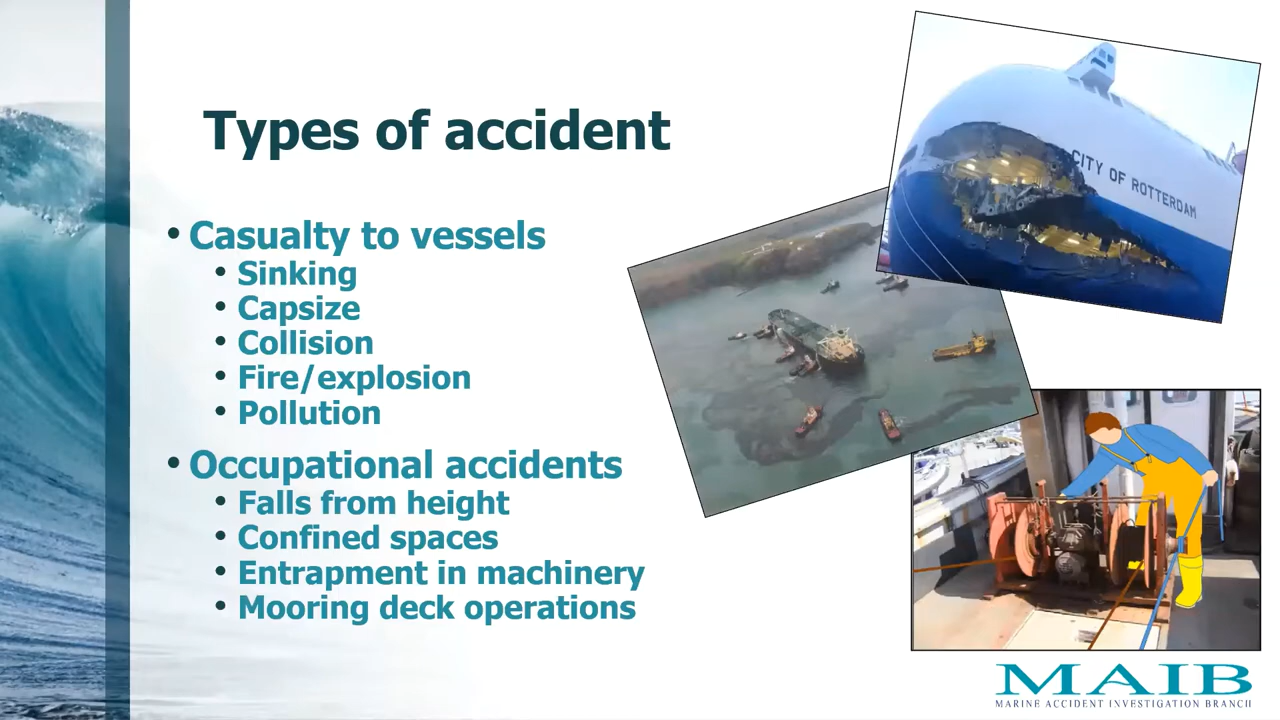 Types of accident
• Casualty to vessels
• Sinking
• Capsize
• Collision
• Fire/explosion
• Pollution
• Occupational accidents
• Falls from height
• Confined spaces
• Entrapment in machinery
• Mooring deck operations
CITY OF ROTTERDAM
MAIB
MARINE ACCIDENT INVESTIGATION BRANCH